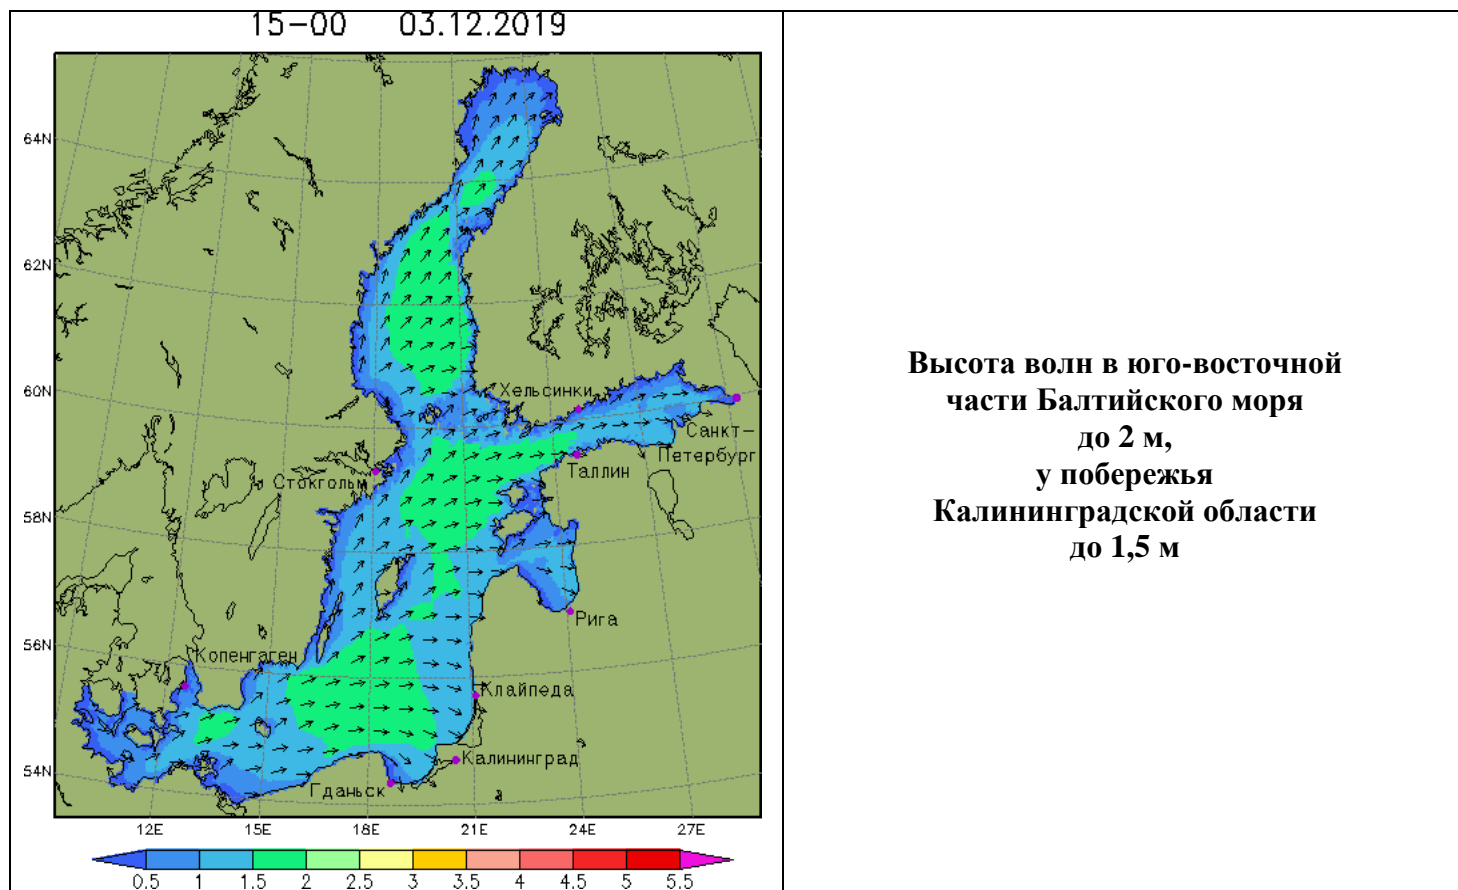 15-00 03.12.2019
64N
62N
60N
58N
56N
54N
Хельсинки
Санкт-
Петербург
Таллин
Стокгольм
Рига
Копенгаген
Клайпеда
Калининград
Гданьск
12E 15E 18E 21E 24E 27E
0.5 1 1.5 2 2.5 3 3.5 4 4.5 5 5.5
Высота волн в юго-восточной
части Балтийского моря
до 2 м,
у побережья
Калининградской области
до 1,5 м